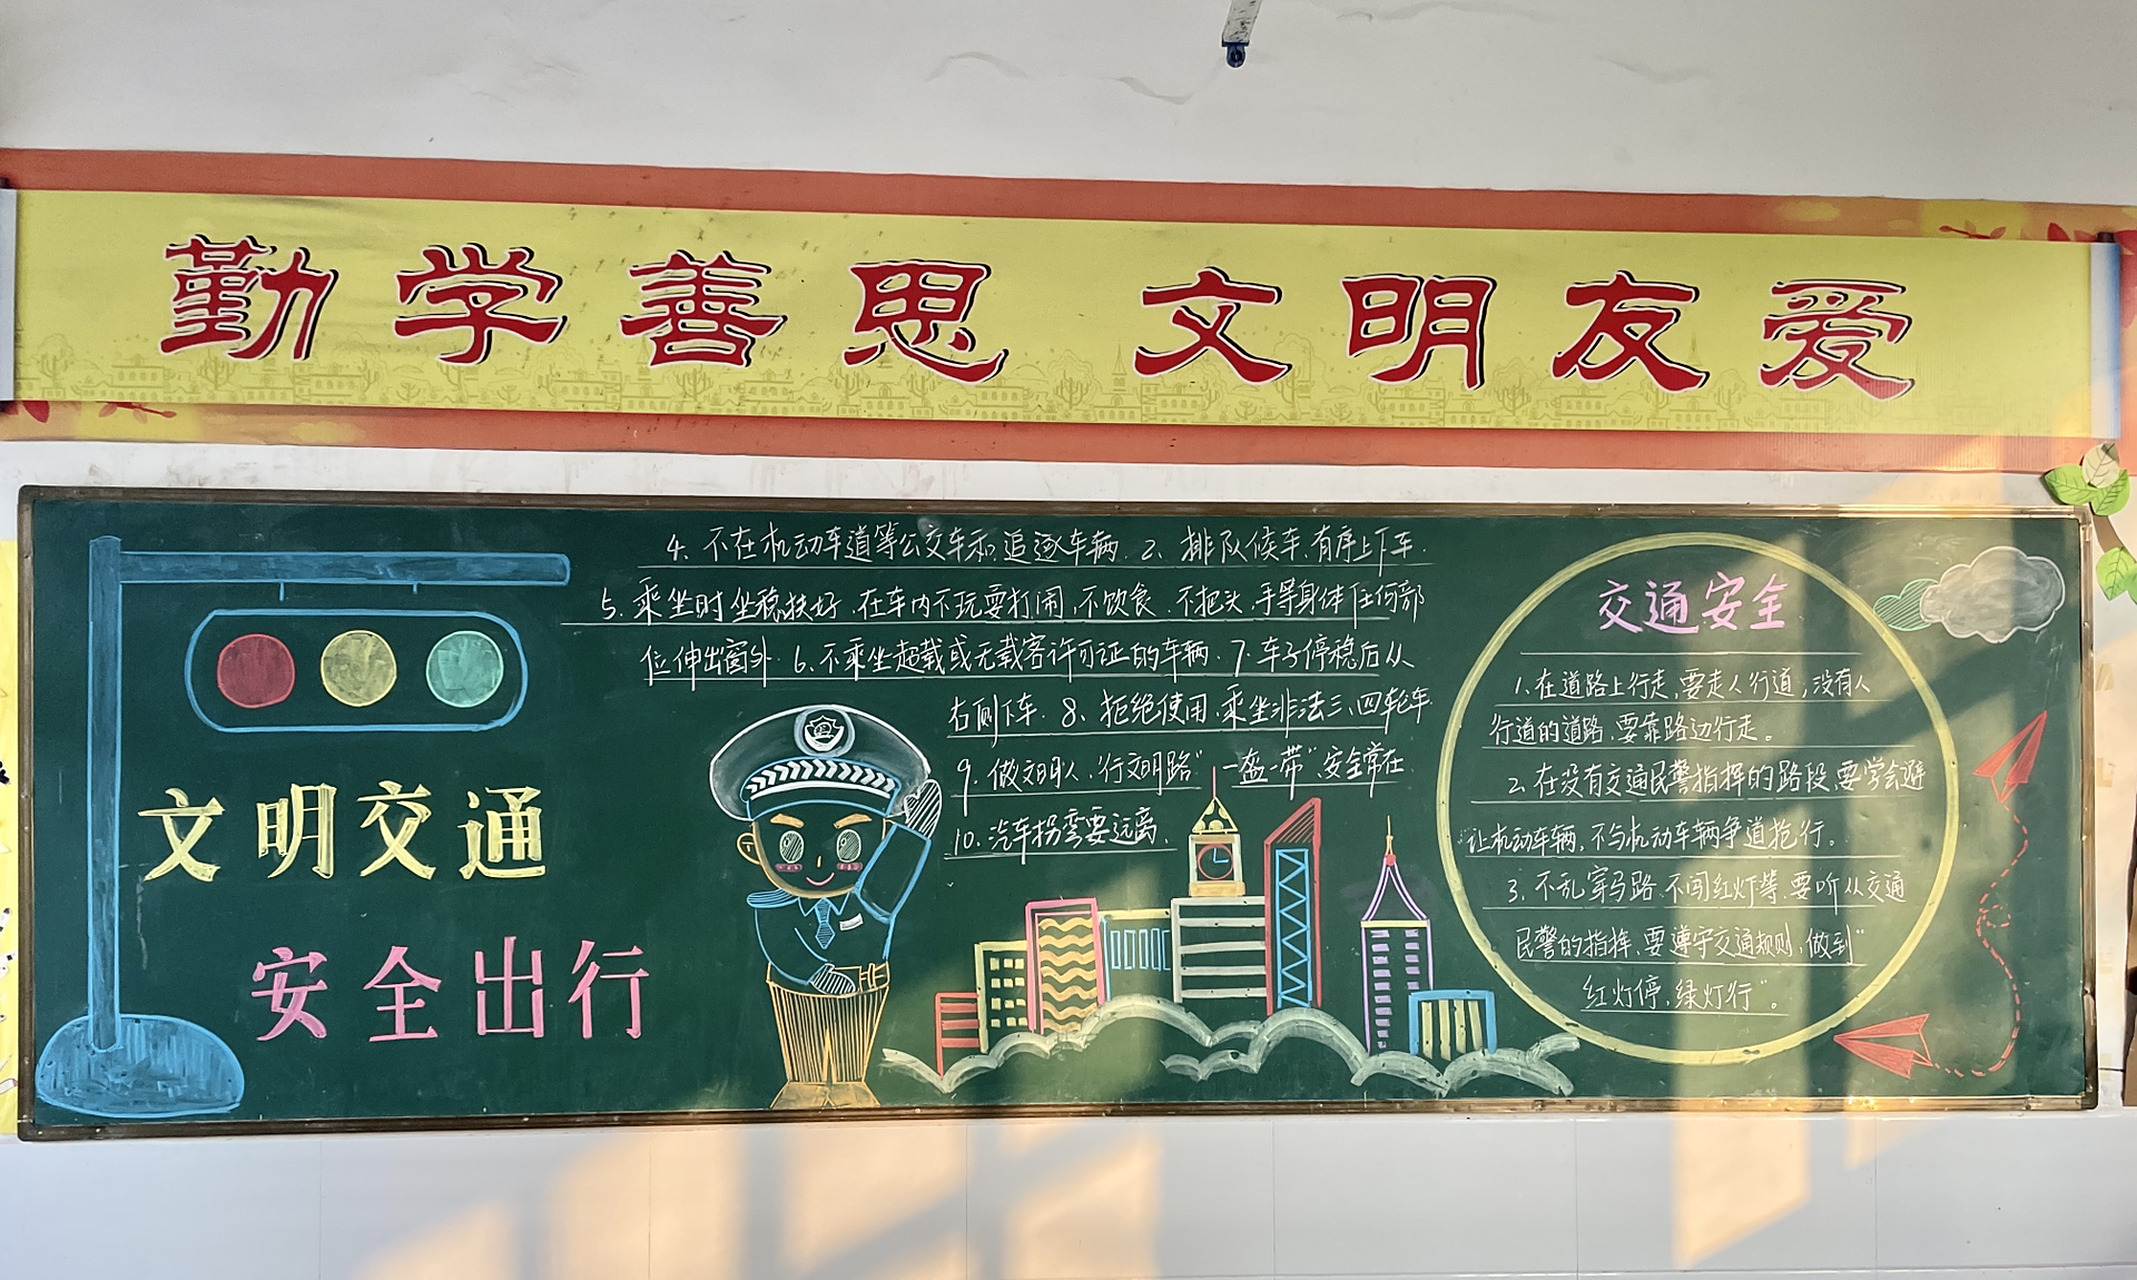 勤学善思 文明友爱
文明交通
安全出行
4、不在机动车道等公交车和追逐车辆. 2、排队候车、有序上下车.
5、乘坐时坐稳扶好、在车内不玩耍打闹,不饮食、不把头、手等身体任何部
位伸出窗外. 6、不乘坐超载或无载客许可证的车辆. 7、车子停稳后从
右侧下车. 8、拒绝使用、乘坐非法三、四轮车
9、做文明人、“行文明路” 一盔一带”、安全常在
10、汽车拐弯要远离、
交通安全
1、在道路上行走,要走人行道,没有人
行道的道路、要靠路边行走。
2、在没有交通民警指挥的路段,要学会避
让机动车辆,不与机动车辆争道抢行。
3、不乱穿马路、不闯红灯等、要听从交通
民警的指挥、要遵守交通规则,做到“
红灯停,绿灯行”。